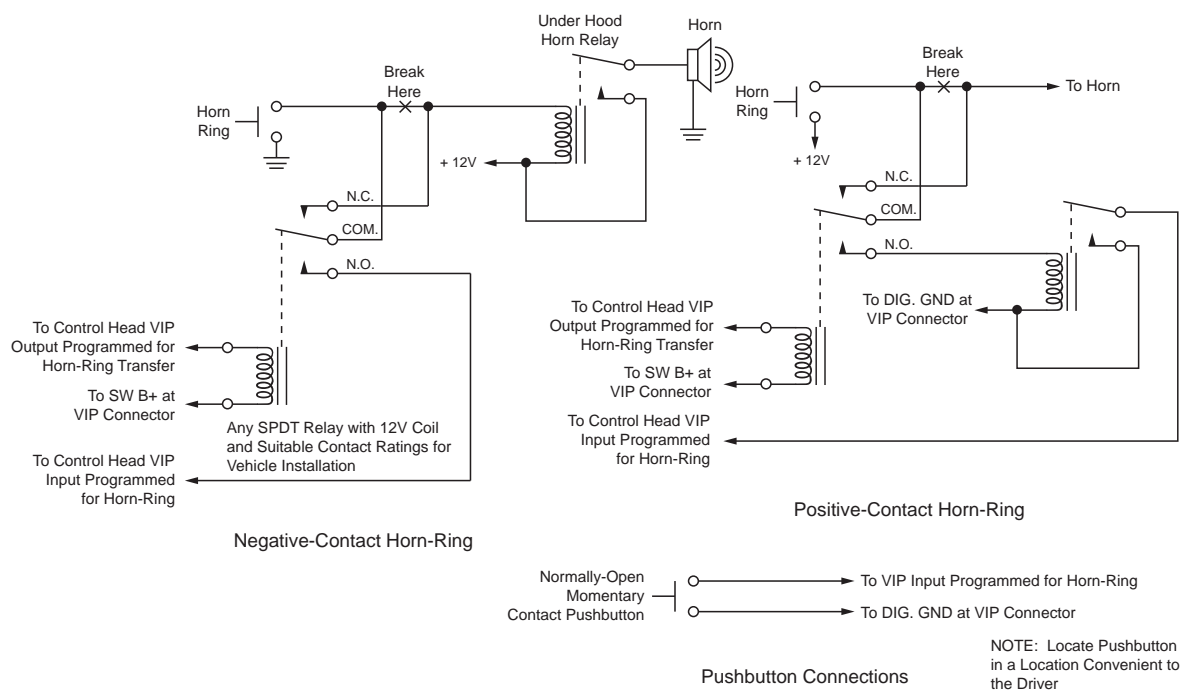 Under Hood
Horn Relay
Horn
Break
Here
Horn
Ring
+ 12V
N.C.
COM.
N.O.
To Control Head VIP
Output Programmed for
Horn-Ring Transfer
To SW B+ at
VIP Connector
Any SPDT Relay with 12V Coil
and Suitable Contact Ratings for
Vehicle Installation
To Control Head VIP
Input Programmed
for Horn-Ring
Negative-Contact Horn-Ring
Break
Here
Horn
Ring
To Horn
+ 12V
N.C.
COM.
N.O.
To DIG. GND at
VIP Connector
To Control Head VIP
Output Programmed for
Horn-Ring Transfer
To SW B+ at
VIP Connector
To Control Head VIP
Input Programmed
for Horn-Ring
Positive-Contact Horn-Ring
Normally-Open
Momentary
Contact Pushbutton
To VIP Input Programmed for Horn-Ring
To DIG. GND at VIP Connector
Pushbutton Connections
NOTE: Locate Pushbutton
in a Location Convenient to
the Driver